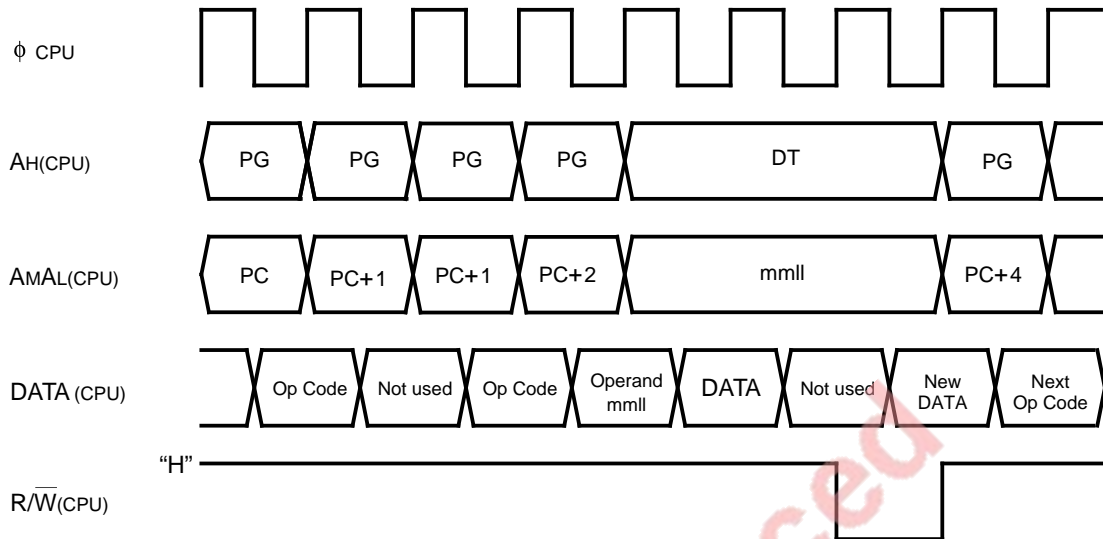 ϕ CPU
AH(CPU)
PG PG PG PG DT PG
AMAL(CPU)
PC PC+1 PC+1 PC+2 mmll PC+4
DATA (CPU)
Op Code Not used Op Code Operand mmll DATA Not used New DATA Next Op Code
“H”
R/W̅(CPU)